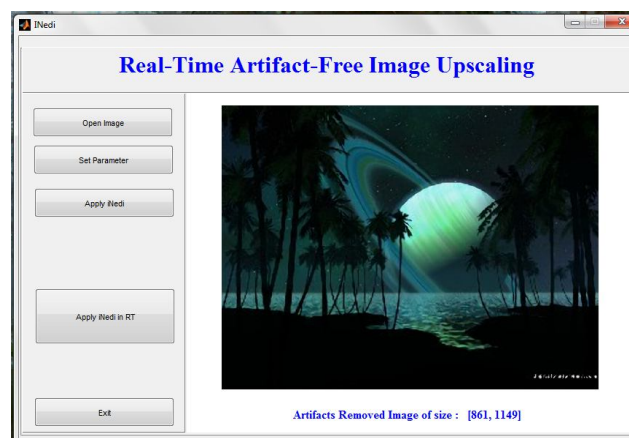 INedi
Real-Time Artifact-Free Image Upscaling
Open Image
Set Parameter
Apply iNedi
Apply iNedi in RT
Exit
Artifacts Removed Image of size : [861, 1149]